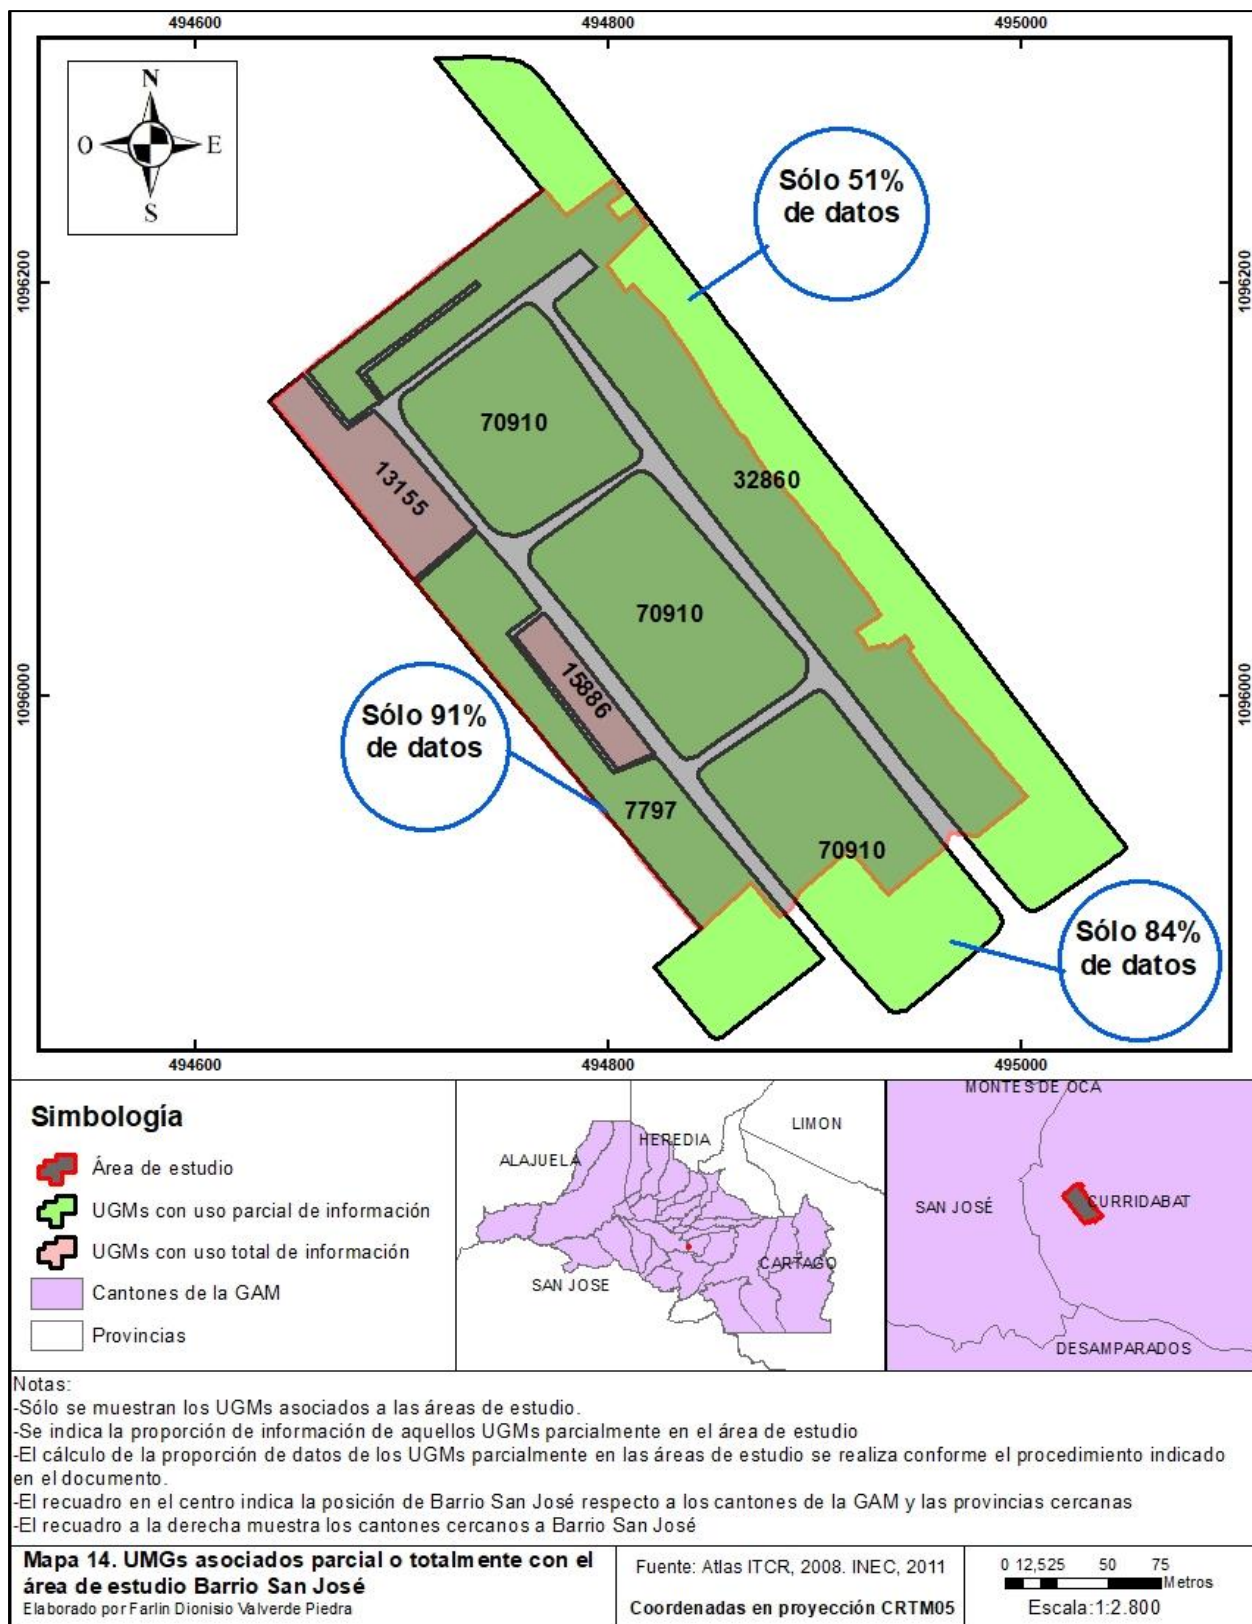 494600
494800
495000
N
O
E
S
Sólo 51%
de datos
1096200
1096200
70910
13155
32860
70910
15886
1096000
1096000
Sólo 91%
de datos
7797
70910
Sólo 84%
de datos
494600
494800
495000
Simbología
Área de estudio
UGMs con uso parcial de información
UGMs con uso total de información
Cantones de la GAM
Provincias
LIMON
HEREDIA
ALAJUELA
CARTAGO
SAN JOSE
MONTES DE OCA
SAN JOSÉ
CURRIDABAT
DESAMPARADOS
Notas:
-Sólo se muestran los UGMs asociados a las áreas de estudio.
-Se indica la proporción de información de aquellos UGMs parcialmente en el área de estudio
-El cálculo de la proporción de datos de los UGMs parcialmente en las áreas de estudio se realiza conforme el procedimiento indicado
en el documento.
-El recuadro en el centro indica la posición de Barrio San José respecto a los cantones de la GAM y las provincias cercanas
-El recuadro a la derecha muestra los cantones cercanos a Barrio San José
Mapa 14. UMGs asociados parcial o totalmente con el
área de estudio Barrio San José
Elaborado por Farlin Dionisio Valverde Piedra
Fuente: Atlas ITCR, 2008. INEC, 2011
Coordenadas en proyección CRTM05
0 12,525 50 75
Metros
Escala:1:2.800